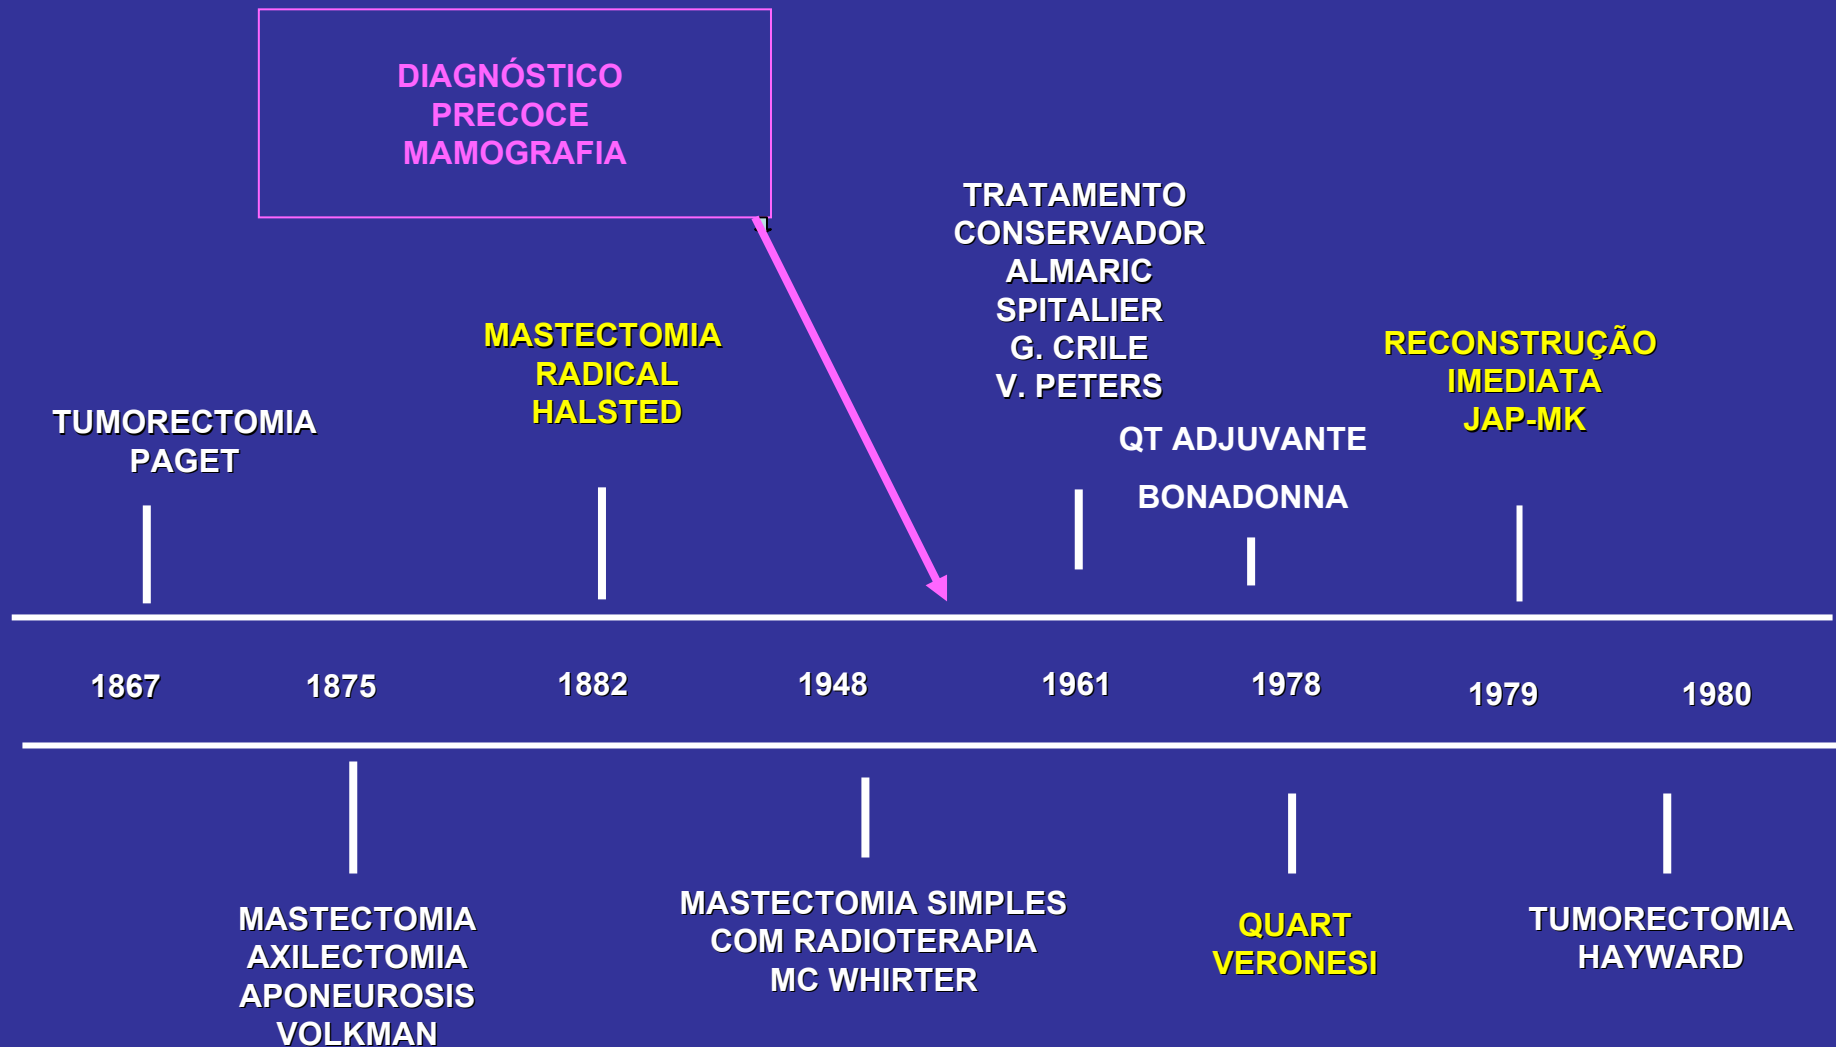 DIAGNÓSTICO
PRECOCE
MAMOGRAFIA
TRATAMENTO
CONSERVADOR
ALMARIC
SPITALIER
G. CRILE
V. PETERS
MASTECTOMIA
RADICAL
HALSTED
RECONSTRUÇÃO
IMEDIATA
JAP-MK
TUMORECTOMIA
PAGET
QT ADJUVANTE
BONADONNA
1867 1875 1882 1948 1961 1978 1979 1980
MASTECTOMIA
AXILECTOMIA
APONEUROSIS
VOLKMAN
MASTECTOMIA SIMPLES
COM RADIOTERAPIA
MC WHIRTER
QUART
VERONESI
TUMORECTOMIA
HAYWARD